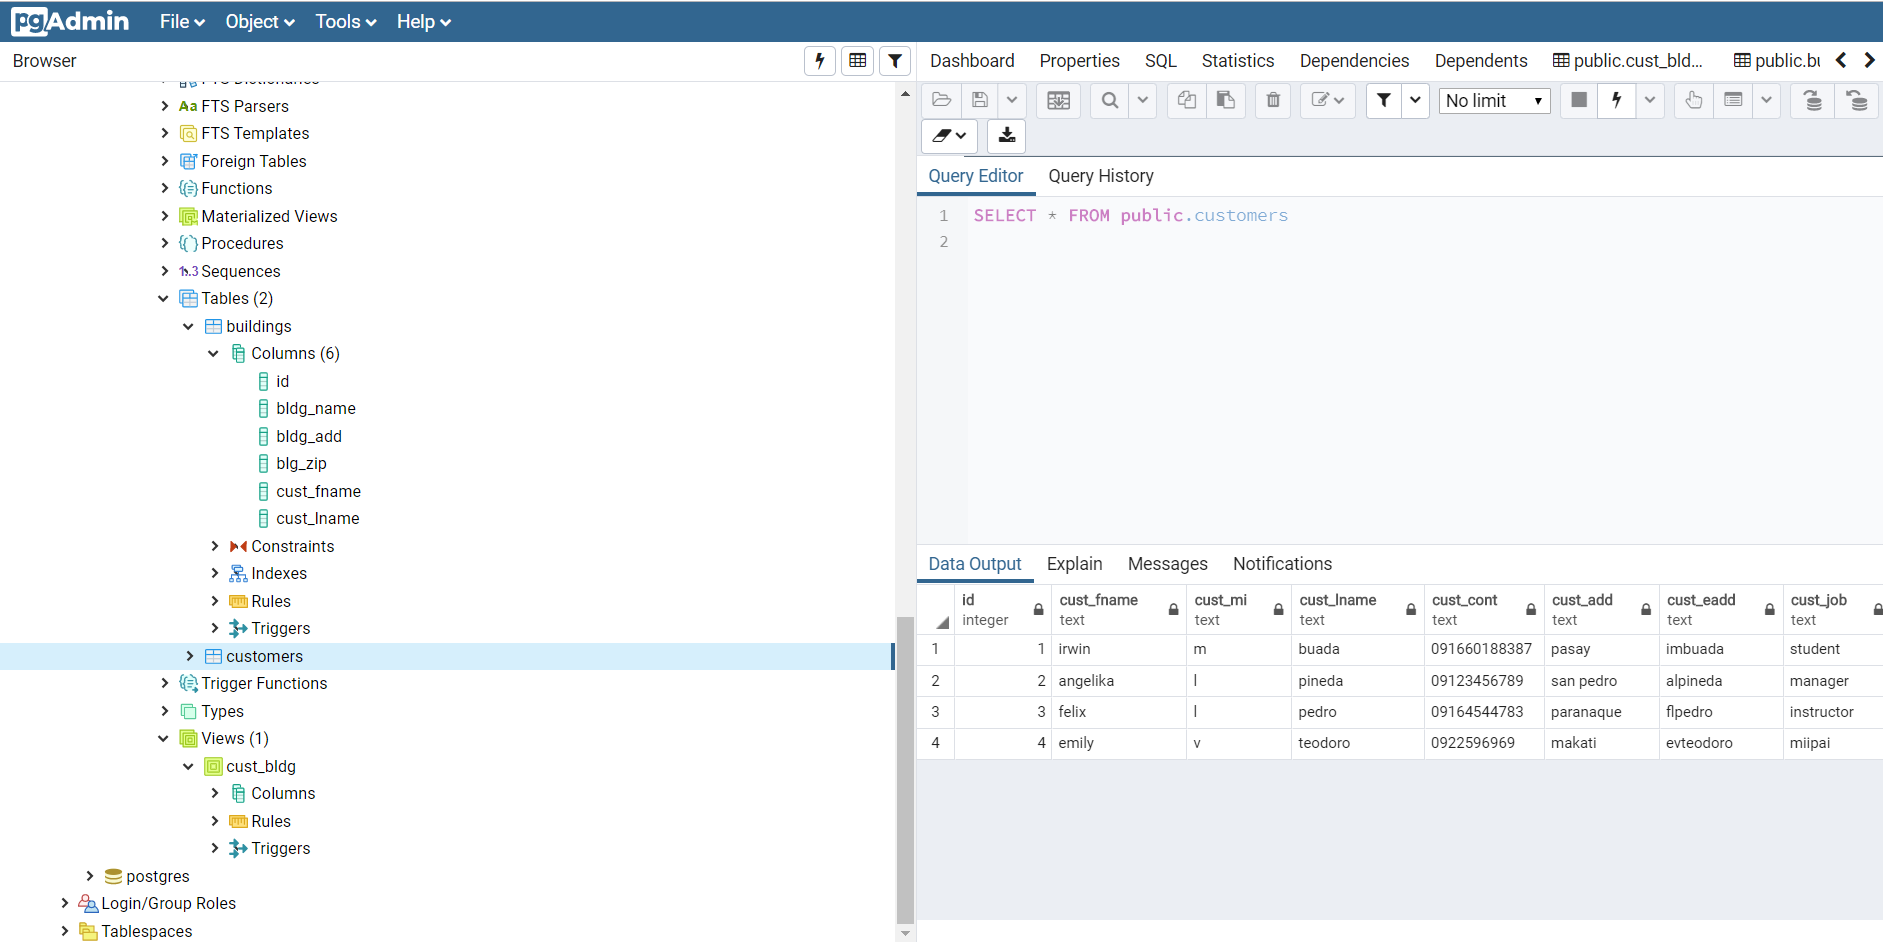 pgAdmin File Object Tools Help
Browser
FTS Dictionaries
Aa FTS Parsers
FTS Templates
Foreign Tables
Functions
Materialized Views
Procedures
1..3 Sequences
Tables (2)
buildings
Columns (6)
id
bldg_name
bldg_add
blg_zip
cust_fname
cust_lname
Constraints
Indexes
Rules
Triggers
customers
Trigger Functions
Types
Views (1)
cust_bldg
Columns
Rules
Triggers
postgres
Login/Group Roles
Tablespaces
Dashboard Properties SQL Statistics Dependencies Dependents public.cust_bld... public.bu
No limit
Query Editor Query History
1 SELECT * FROM public.customers
2
Data Output Explain Messages Notifications
id cust_fname cust_mi cust_lname cust_cont cust_add cust_eadd cust_job
integer text text text text text text text
1 1 irwin m buada 091660188387 pasay imbuada student
2 2 angelika l pineda 09123456789 san pedro alpineda manager
3 3 felix l pedro 09164544783 paranaque flpedro instructor
4 4 emily v teodoro 0922596969 makati evteodoro miipai